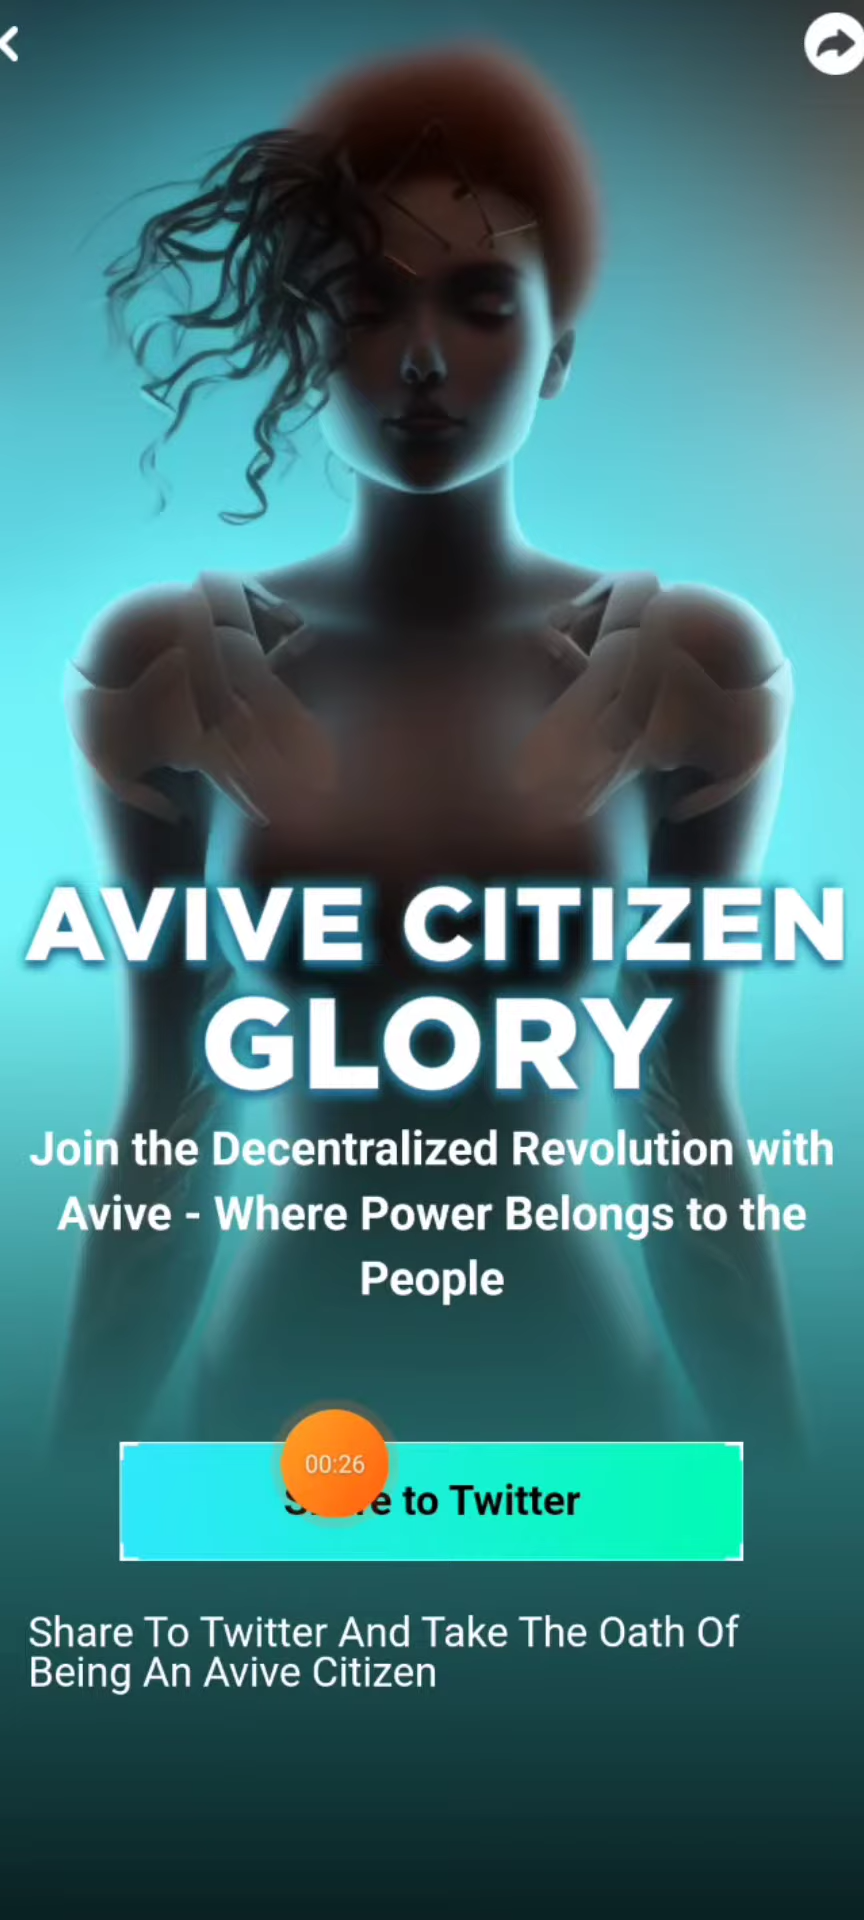 AVIVE CITIZEN
GLORY
Join the Decentralized Revolution with
Avive - Where Power Belongs to the
People
00:26
to Twitter
Share To Twitter And Take The Oath Of
Being An Avive Citizen